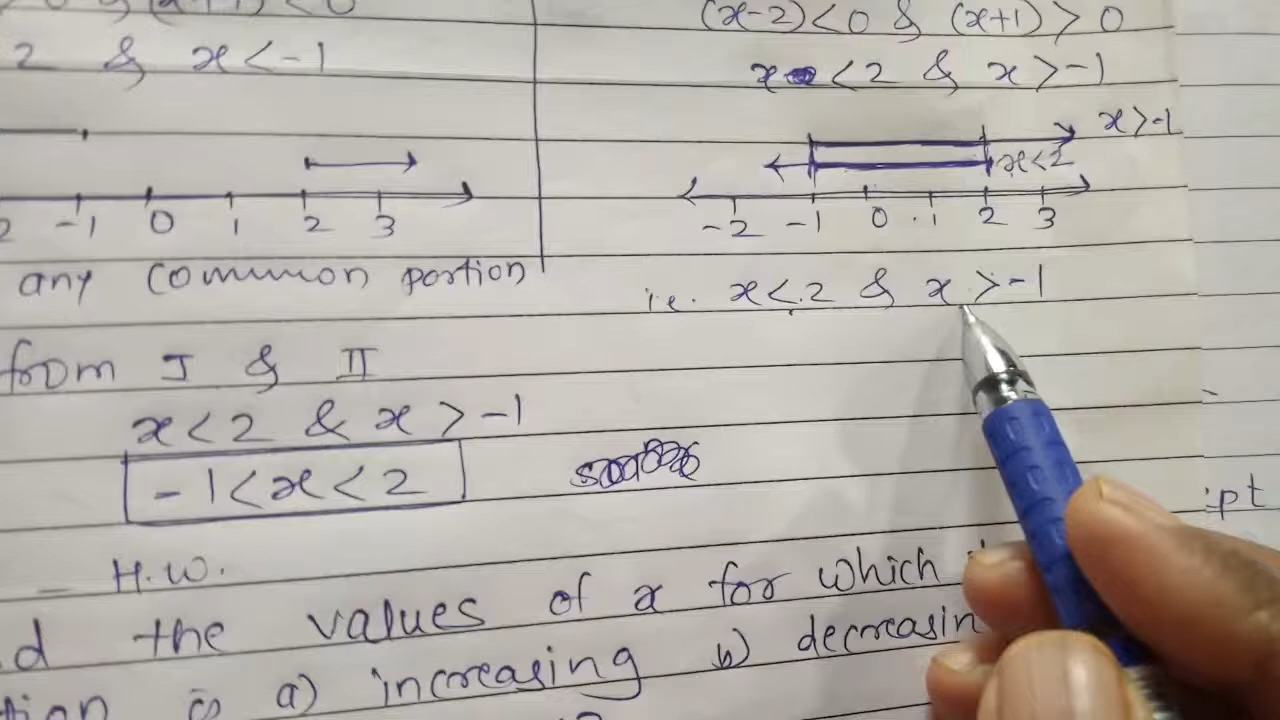 2 & x < -1
-1 0 1 2 3
any common portion
(x-2) < 0 & (x+1) > 0
x < 2 & x > -1
x > -1
x < 2
-2 -1 0 1 2 3
i.e. x < 2 & x > -1
from I & II
x < 2 & x > -1
-1 < x < 2
H.W.
the values of x for which
is a) increasing b) decreasin